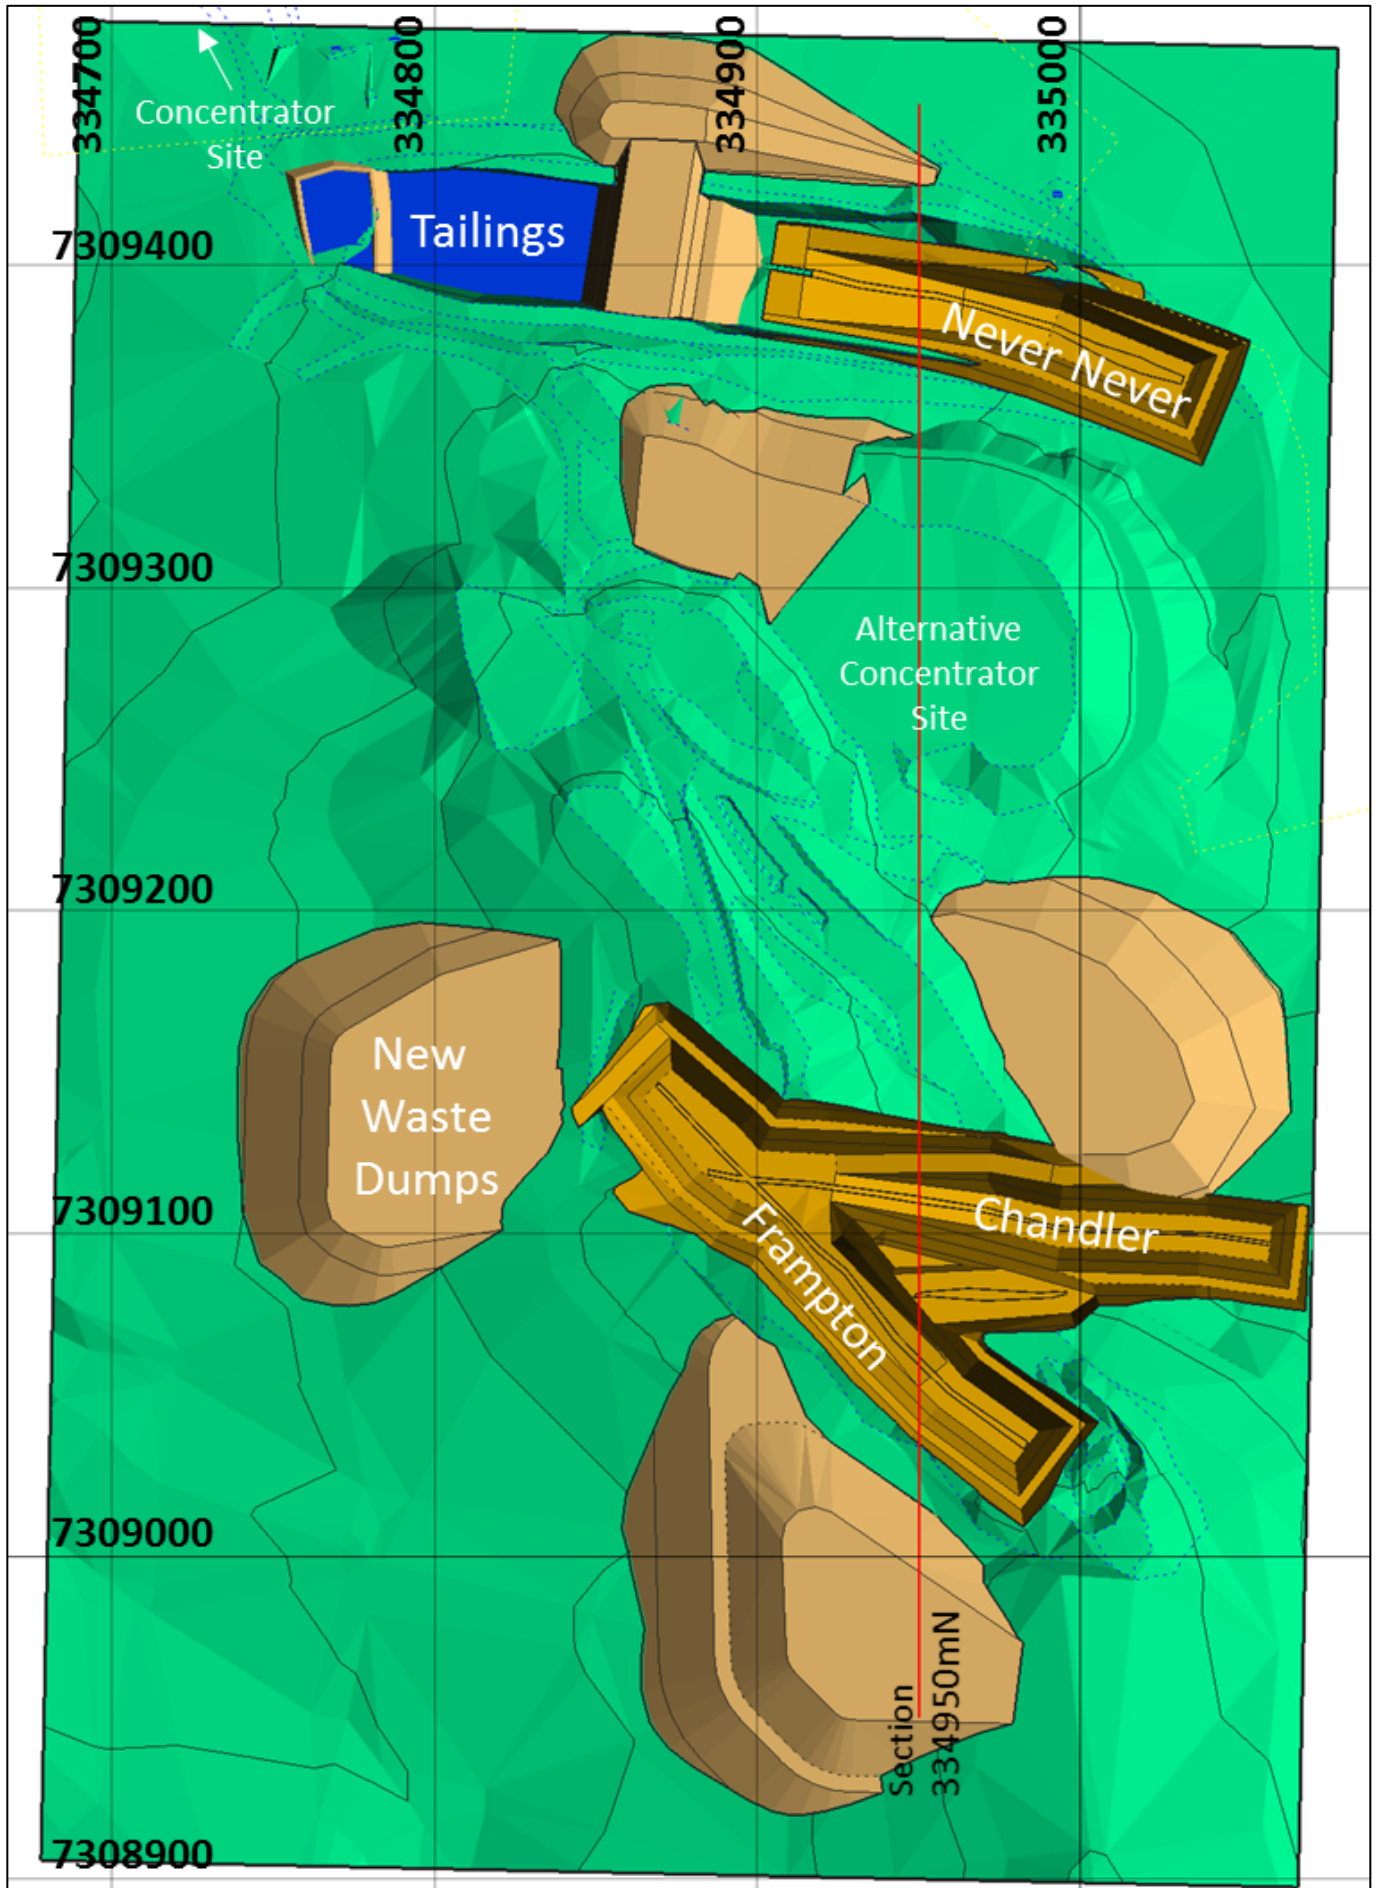 334700
334800
334900
335000
Concentrator
Site
Tailings
7309400
Never Never
7309300
Alternative
Concentrator
Site
7309200
New
Waste
Dumps
7309100
Chandler
Frampton
7309000
Section
334950mN
7308900